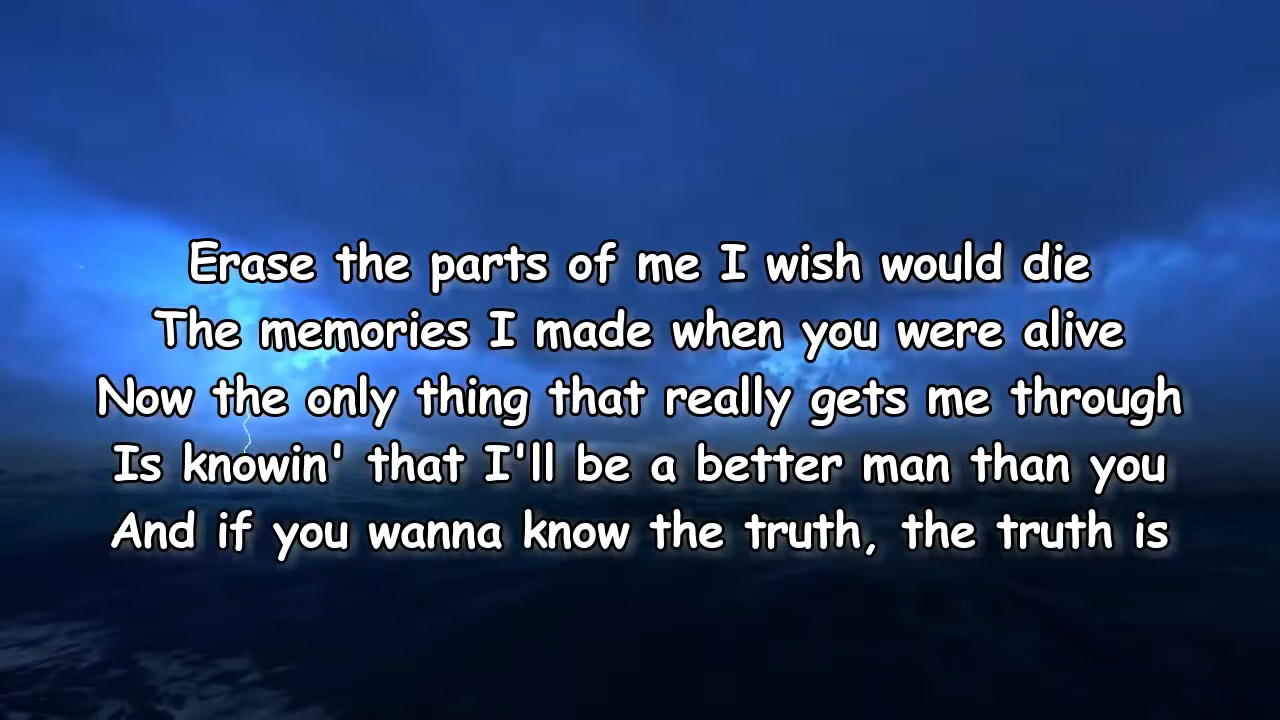 Erase the parts of me I wish would die
The memories I made when you were alive
Now the only thing that really gets me through
Is knowin' that I'll be a better man than you
And if you wanna know the truth, the truth is